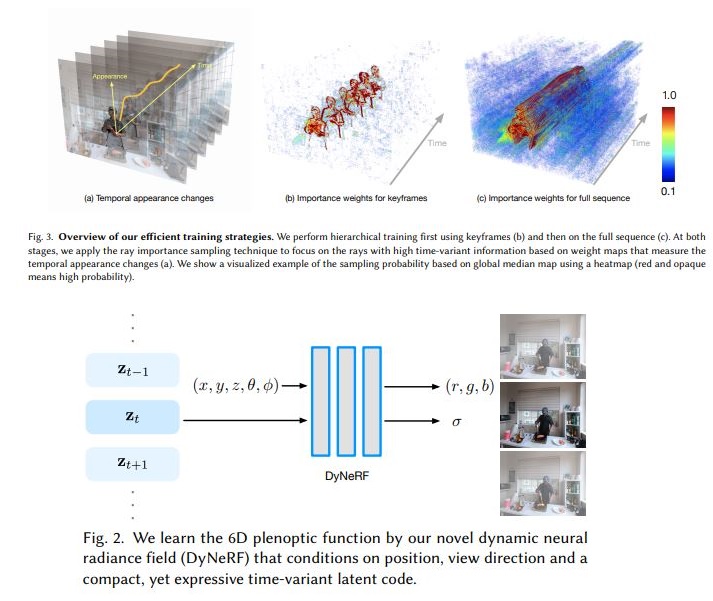 Appearance
Time
Time
Time
1.0
0.1
(a) Temporal appearance changes
(b) Importance weights for keyframes
(c) Importance weights for full sequence
Fig. 3. Overview of our efficient training strategies. We perform hierarchical training first using keyframes (b) and then on the full sequence (c). At both
stages, we apply the ray importance sampling technique to focus on the rays with high time-variant information based on weight maps that measure the
temporal appearance changes (a). We show a visualized example of the sampling probability based on global median map using a heatmap (red and opaque
means high probability).
z_{t−1}
(x, y, z, θ, ϕ)
(r, g, b)
z_t
σ
z_{t+1}
DyNeRF
Fig. 2. We learn the 6D plenoptic function by our novel dynamic neural
radiance field (DyNeRF) that conditions on position, view direction and a
compact, yet expressive time-variant latent code.